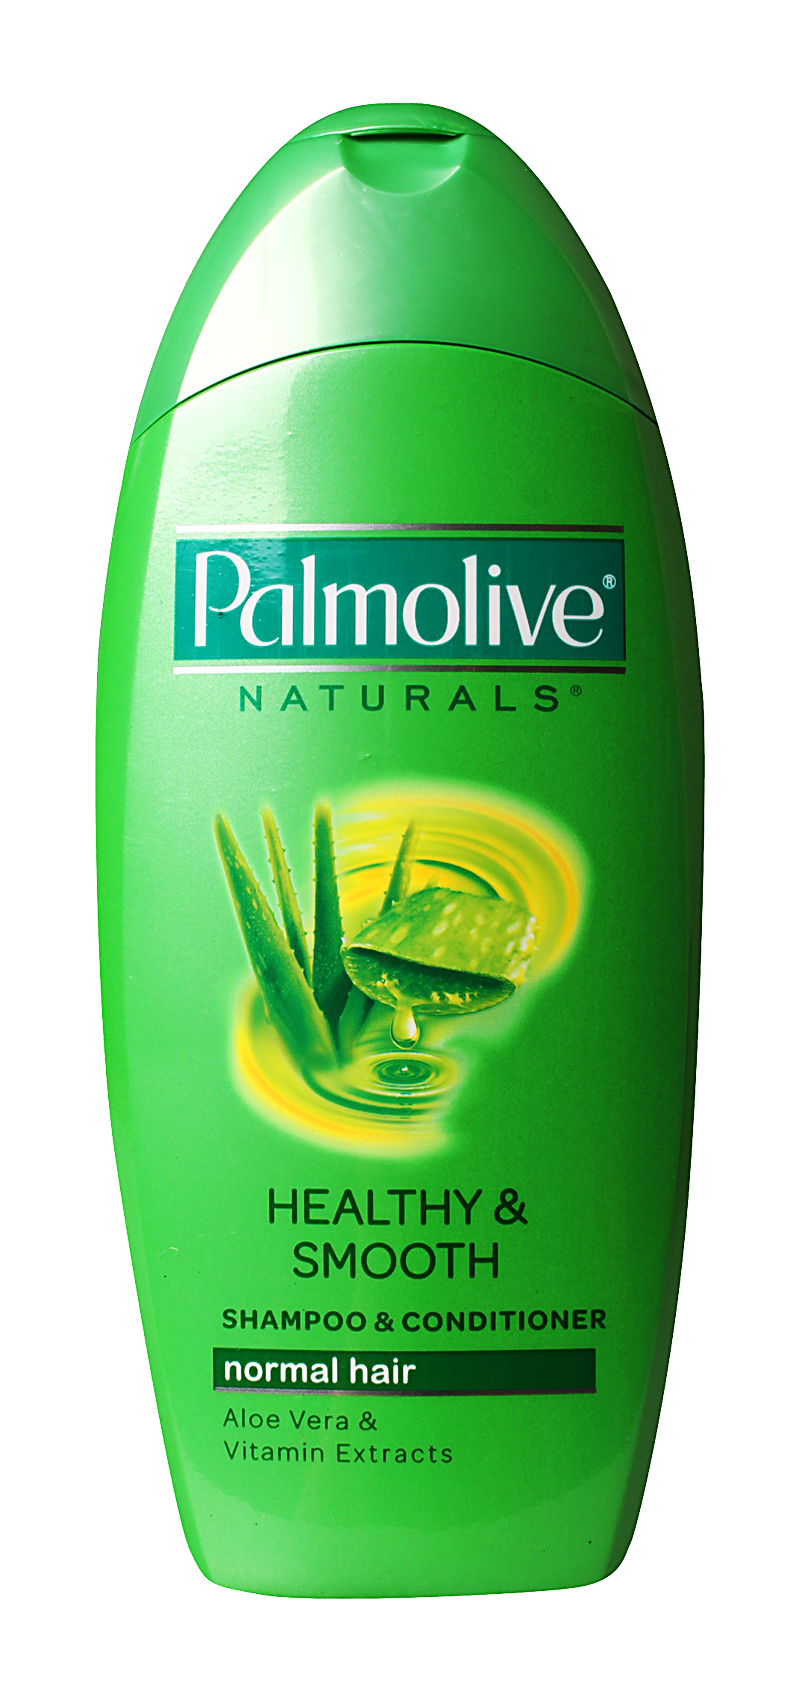 Palmolive®
NATURALS®
HEALTHY &
SMOOTH
SHAMPOO & CONDITIONER
normal hair
Aloe Vera &
Vitamin Extracts